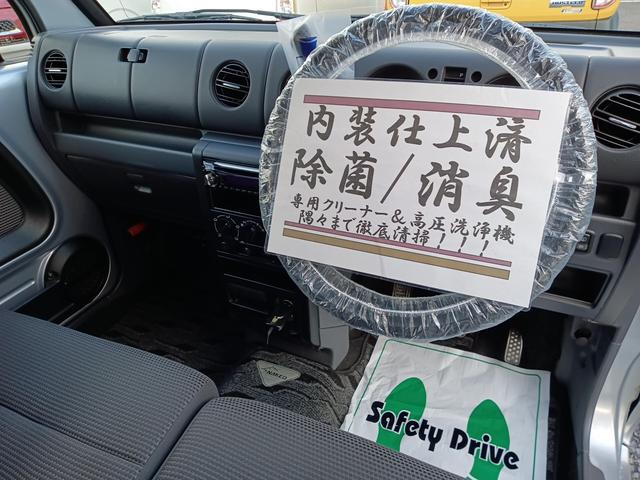 内装仕上済
除菌/消臭
専用クリーナー&高圧洗浄機
隅々まで徹底清掃!!!
NAKED
Safety Drive